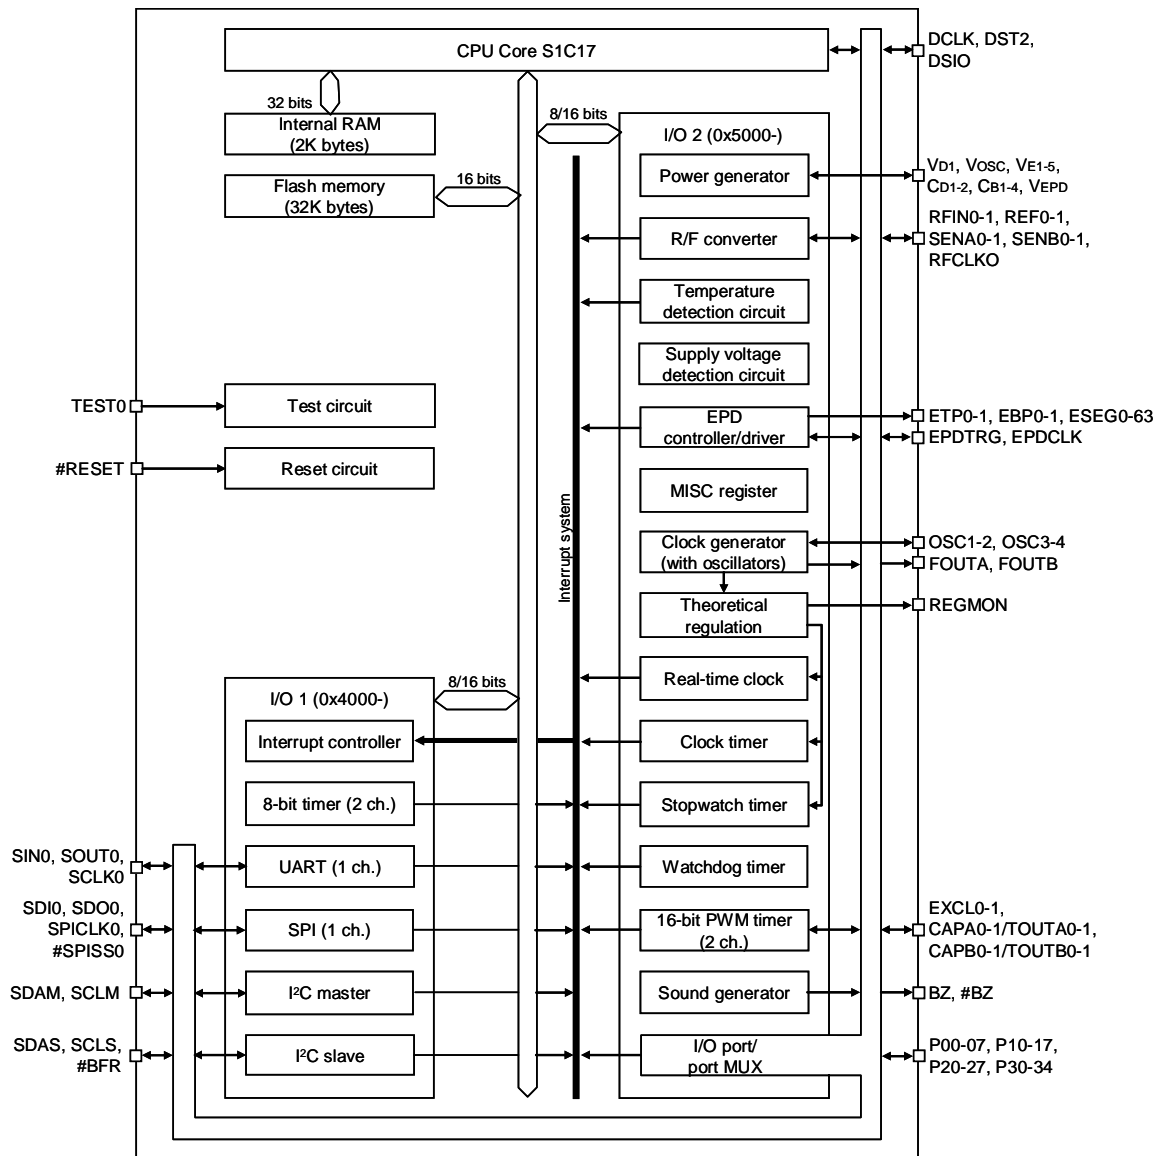 CPU Core S1C17
DCLK, DST2,
DSIO
32 bits
Internal RAM
(2K bytes)
8/16 bits
I/O 2 (0x5000-)
Flash memory
(32K bytes)
16 bits
Power generator
VD1, VOSC, VE1-5,
CD1-2, CB1-4, VEPD
R/F converter
RFIN0-1, REF0-1,
SENA0-1, SENB0-1,
RFCLKO
Temperature
detection circuit
Supply voltage
detection circuit
TEST0
Test circuit
EPD
controller/driver
ETP0-1, EBP0-1, ESEG0-63
EPDTRG, EPDCLK
#RESET
Reset circuit
MISC register
Interrupt system
Clock generator
(with oscillators)
OSC1-2, OSC3-4
FOUTA, FOUTB
Theoretical
regulation
REGMON
8/16 bits
I/O 1 (0x4000-)
Real-time clock
Interrupt controller
Clock timer
8-bit timer (2 ch.)
Stopwatch timer
SIN0, SOUT0,
SCLK0
UART (1 ch.)
Watchdog timer
SDI0, SDO0,
SPICLK0,
#SPISS0
SPI (1 ch.)
16-bit PWM timer
(2 ch.)
EXCL0-1,
CAPA0-1/TOUTA0-1,
CAPB0-1/TOUTB0-1
SDAM, SCLM
I²C master
Sound generator
BZ, #BZ
SDAS, SCLS,
#BFR
I²C slave
I/O port/
port MUX
P00-07, P10-17,
P20-27, P30-34